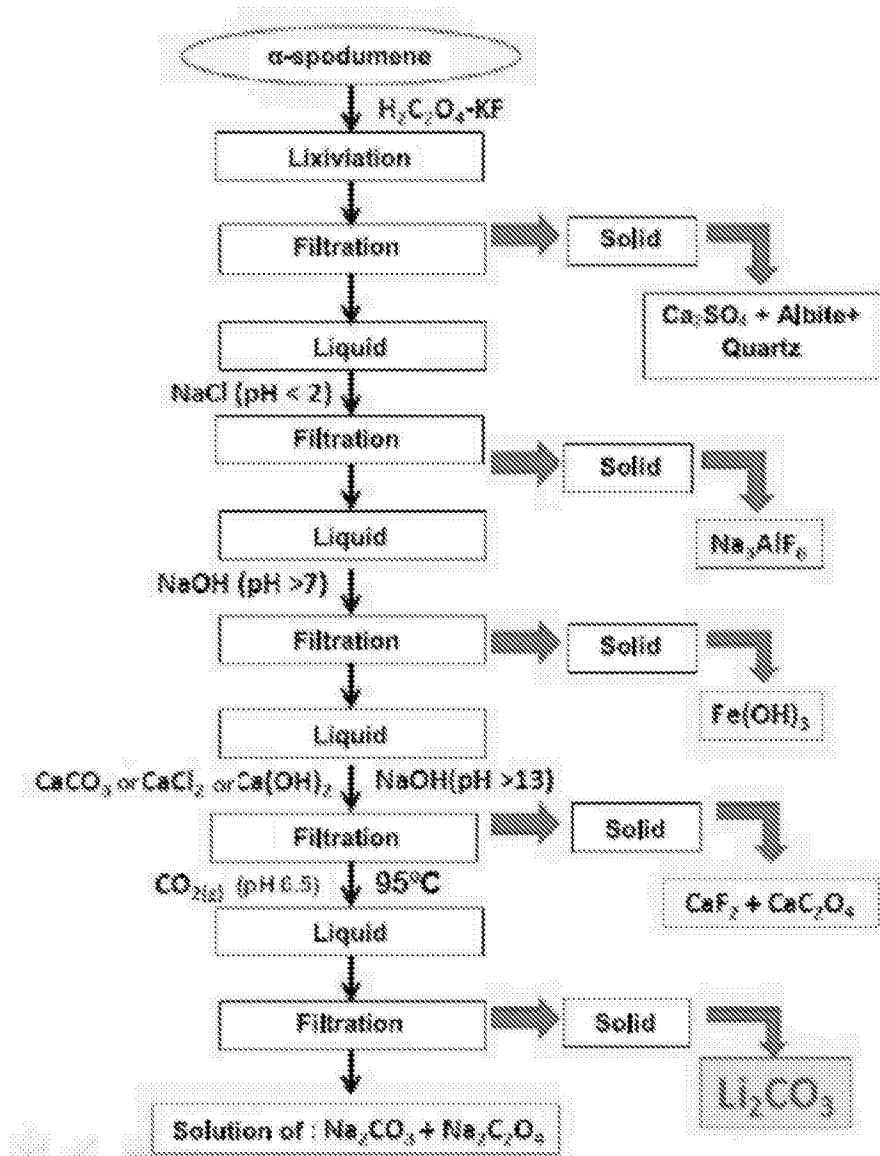 α-spodumene
H₂C₂O₄-KF
Lixiviation
Filtration
Solid
Ca₂SO₄ + Albite+
Quartz
Liquid
NaCl (pH < 2)
Filtration
Solid
Na₃AlF₆
Liquid
NaOH (pH >7)
Filtration
Solid
Fe(OH)₃
Liquid
CaCO₃ or CaCl₂ or Ca(OH)₂ NaOH(pH >13)
Filtration
Solid
CaF₂ + CaC₂O₄
CO₂₍g₎ 95°C
Liquid
Filtration
Solid
Li₂CO₃
Solution of : Na₂CO₃ + Na₂C₂O₄